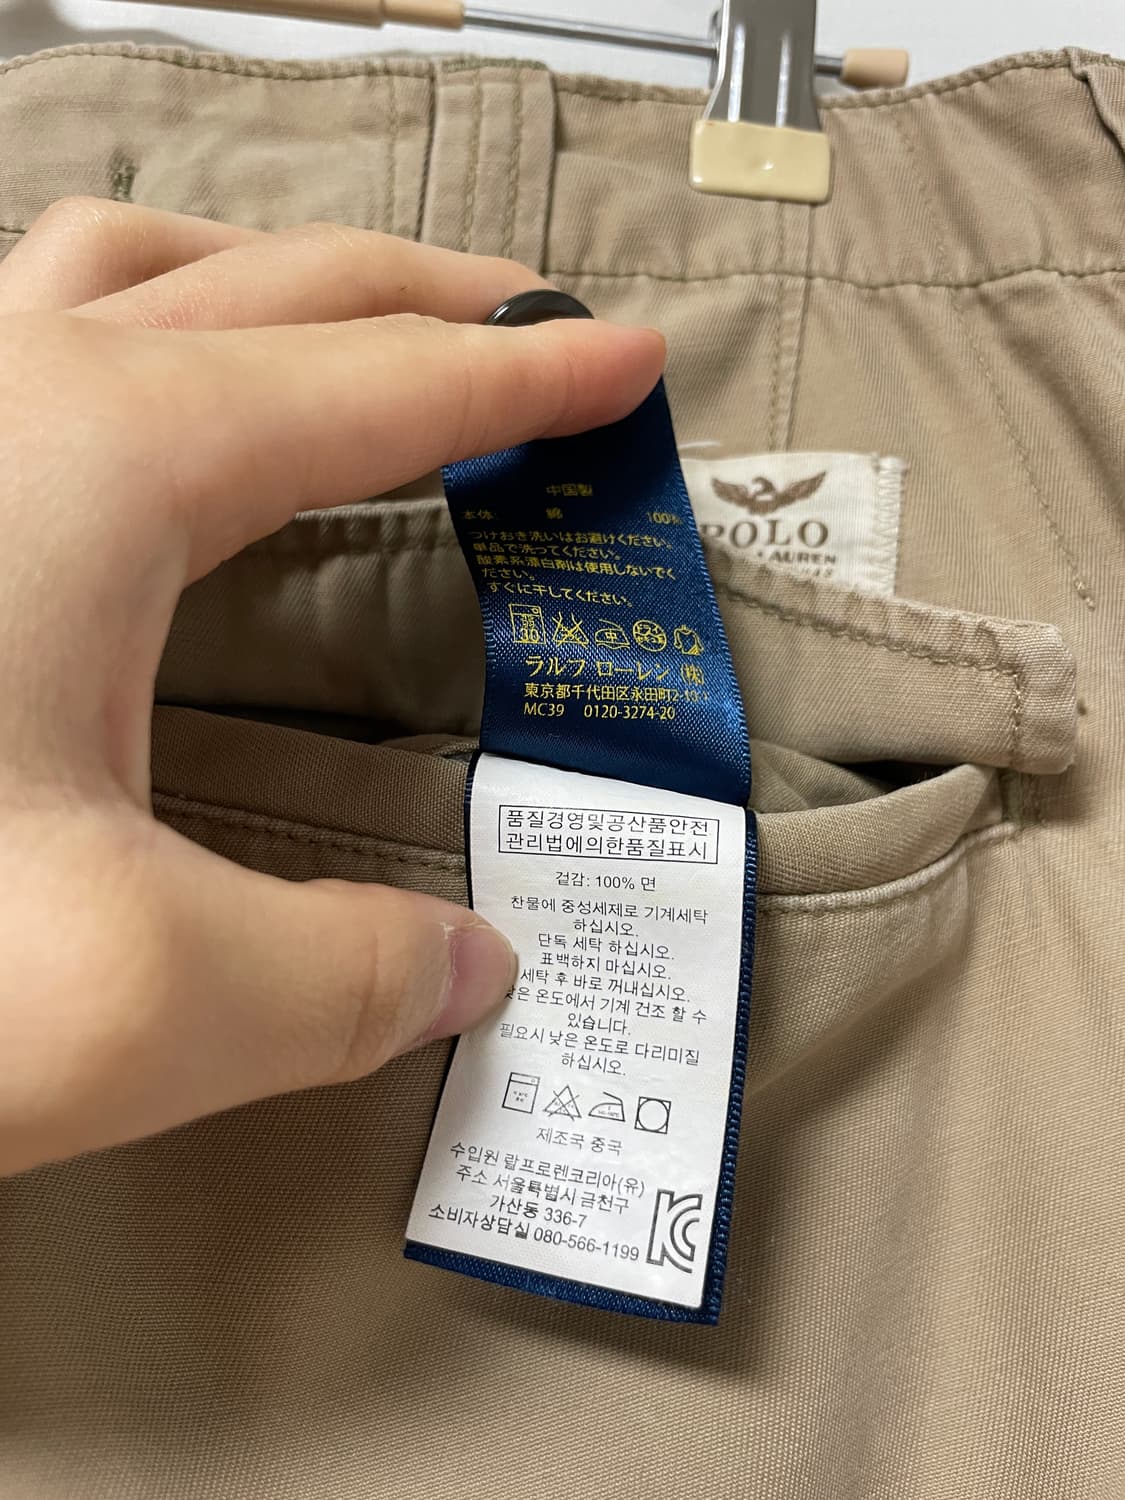 中国製
本体: 綿 100%
つけおき洗いはお避けください。
単品で洗ってください。
酸素系漂白剤は使用しないでく
ださい。
すぐに干してください。
30
中
ドライ
ラルフ ローレン (株)
東京都千代田区永田町
MC39 0120-3274-20
POLO
LAUREN
품질경영및공산품안전
관리법에의한품질표시
겉감: 100% 면
찬물에 중성세제로 기계세탁
하십시오.
단독 세탁 하십시오.
표백하지 마십시오.
세탁 후 바로 꺼내십시오.
낮은 온도에서 기계 건조 할 수
있습니다.
필요시 낮은 온도로 다리미질
하십시오.
제조국 중국
수입원 랄프로렌코리아(유)
주소 서울특별시 금천구
가산동 336-7
소비자상담실 080-566-1199